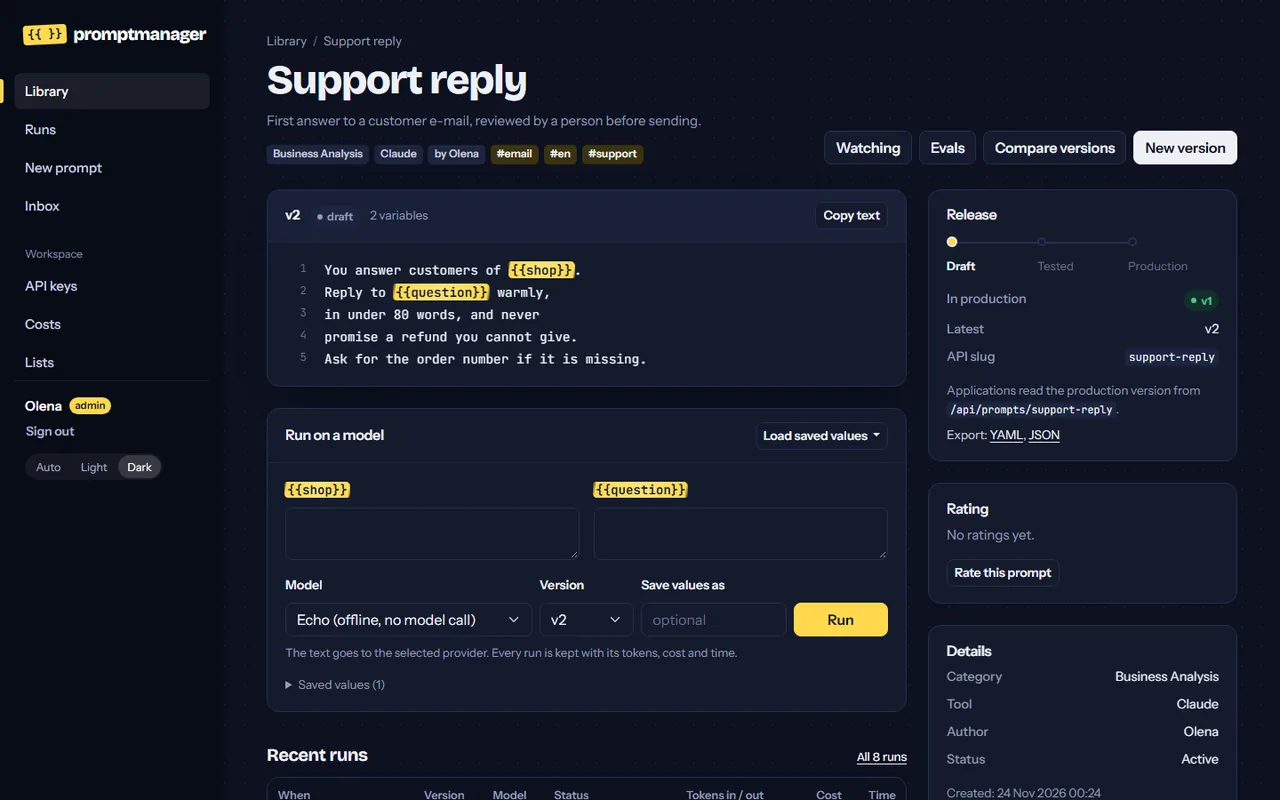 {{ }} promptmanager
Library
Runs
New prompt
Inbox
Workspace
API keys
Costs
Lists
Olena admin
Sign out
Auto Light Dark
Library / Support reply
Support reply
First answer to a customer e-mail, reviewed by a person before sending.
Business Analysis Claude by Olena #email #en #support
Watching Evals Compare versions New version
v2 draft 2 variables Copy text
1 You answer customers of {{shop}}.
2 Reply to {{question}} warmly,
3 in under 80 words, and never
4 promise a refund you cannot give.
5 Ask for the order number if it is missing.
Run on a model Load saved values
{{shop}} {{question}}
Model Version Save values as
Echo (offline, no model call) v2 optional Run
The text goes to the selected provider. Every run is kept with its tokens, cost and time.
Saved values (1)
Recent runs All 8 runs
When Version Model Status Tokens in / out Cost Time
Release
Draft Tested Production
In production v1
Latest v2
API slug support-reply
Applications read the production version from
/api/prompts/support-reply.
Export: YAML, JSON
Rating
No ratings yet.
Rate this prompt
Details
Category Business Analysis
Tool Claude
Author Olena
Status Active
Created: 24 Nov 2026 00:24